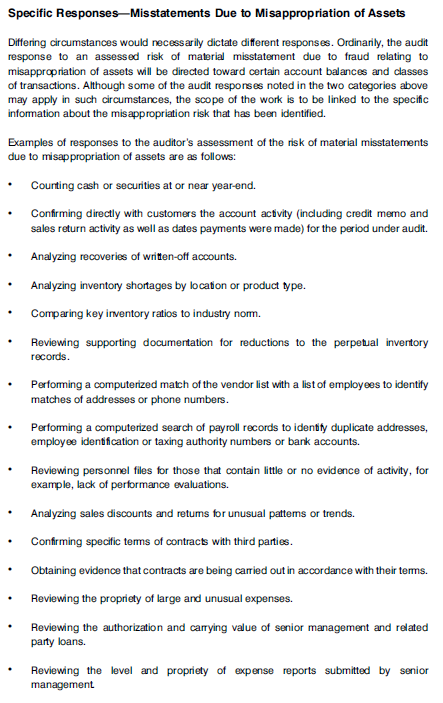 Specific Responses—Misstatements Due to Misappropriation of Assets
Differing circumstances would necessarily dictate different responses. Ordinarily, the audit
response to an assessed risk of material misstatement due to fraud relating to
misappropriation of assets will be directed toward certain account balances and classes
of transactions. Although some of the audit responses noted in the two categories above
may apply in such circumstances, the scope of the work is to be linked to the specific
information about the misappropriation risk that has been identified.
Examples of responses to the auditor's assessment of the risk of material misstatements
due to misappropriation of assets are as follows:
• Counting cash or securities at or near year-end.
• Confirming directly with customers the account activity (including credit memo and
sales return activity as well as dates payments were made) for the period under audit.
• Analyzing recoveries of written-off accounts.
• Analyzing inventory shortages by location or product type.
• Comparing key inventory ratios to industry norm.
• Reviewing supporting documentation for reductions to the perpetual inventory
records.
• Performing a computerized match of the vendor list with a list of employees to identify
matches of addresses or phone numbers.
• Performing a computerized search of payroll records to identify duplicate addresses,
employee identification or taxing authority numbers or bank accounts.
• Reviewing personnel files for those that contain little or no evidence of activity, for
example, lack of performance evaluations.
• Analyzing sales discounts and returns for unusual patterns or trends.
• Confirming specific terms of contracts with third parties.
• Obtaining evidence that contracts are being carried out in accordance with their terms.
• Reviewing the propriety of large and unusual expenses.
• Reviewing the authorization and carrying value of senior management and related
party loans.
• Reviewing the level and propriety of expense reports submitted by senior
management.